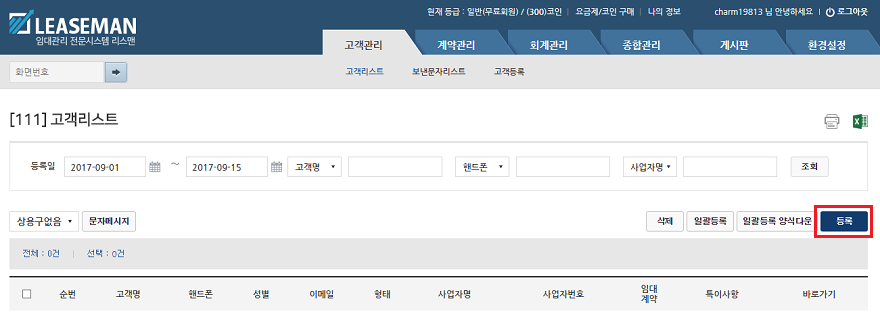 현재 등급 : 일반(무료회원) / (300)코인 | 요금제/코인 구매 | 나의 정보 charm19813 님 안녕하세요 | 로그아웃
LEASEMAN
임대관리 전문시스템 리스맨
고객관리 계약관리 회계관리 종합관리 게시판 환경설정
화면번호 고객리스트 보낸문자리스트 고객등록
[111] 고객리스트
등록일 2017-09-01 ~ 2017-09-15 고객명 핸드폰 사업자명 조회
상용구없음 문자메시지 삭제 일괄등록 일괄등록 양식다운 등록
전체 : 0건 | 선택 : 0건
순번 고객명 핸드폰 성별 이메일 형태 사업자명 사업자번호 임대 계약 특이사항 바로가기